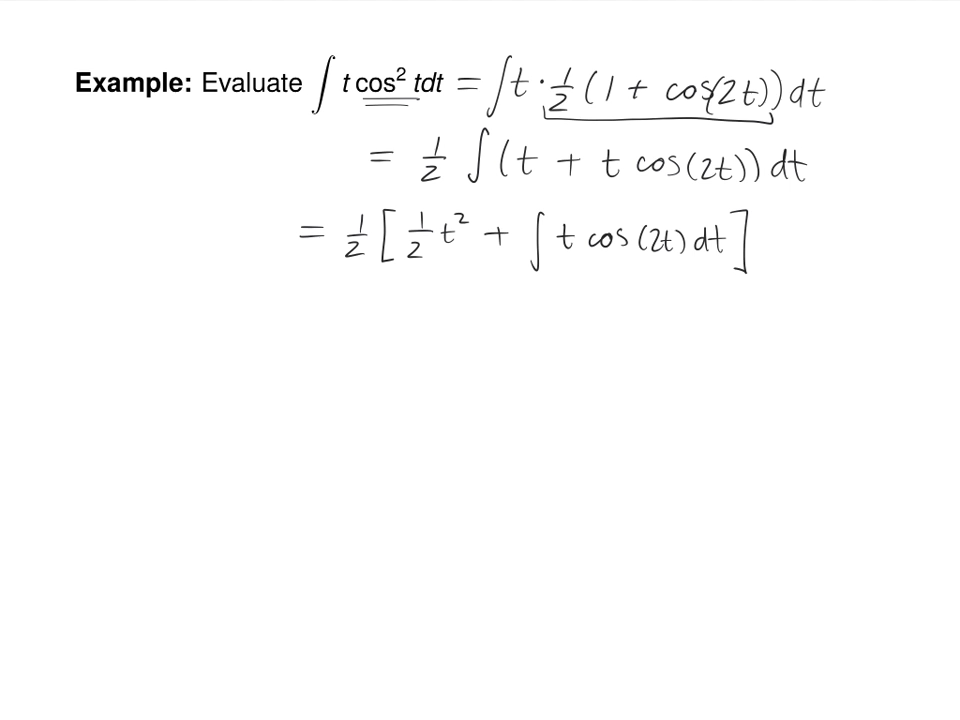 Example: Evaluate ∫ t cos² tdt = ∫ t · 1/2 (1 + cos(2t)) dt
= 1/2 ∫ (t + t cos(2t)) dt
= 1/2 [ 1/2 t² + ∫ t cos(2t) dt ]